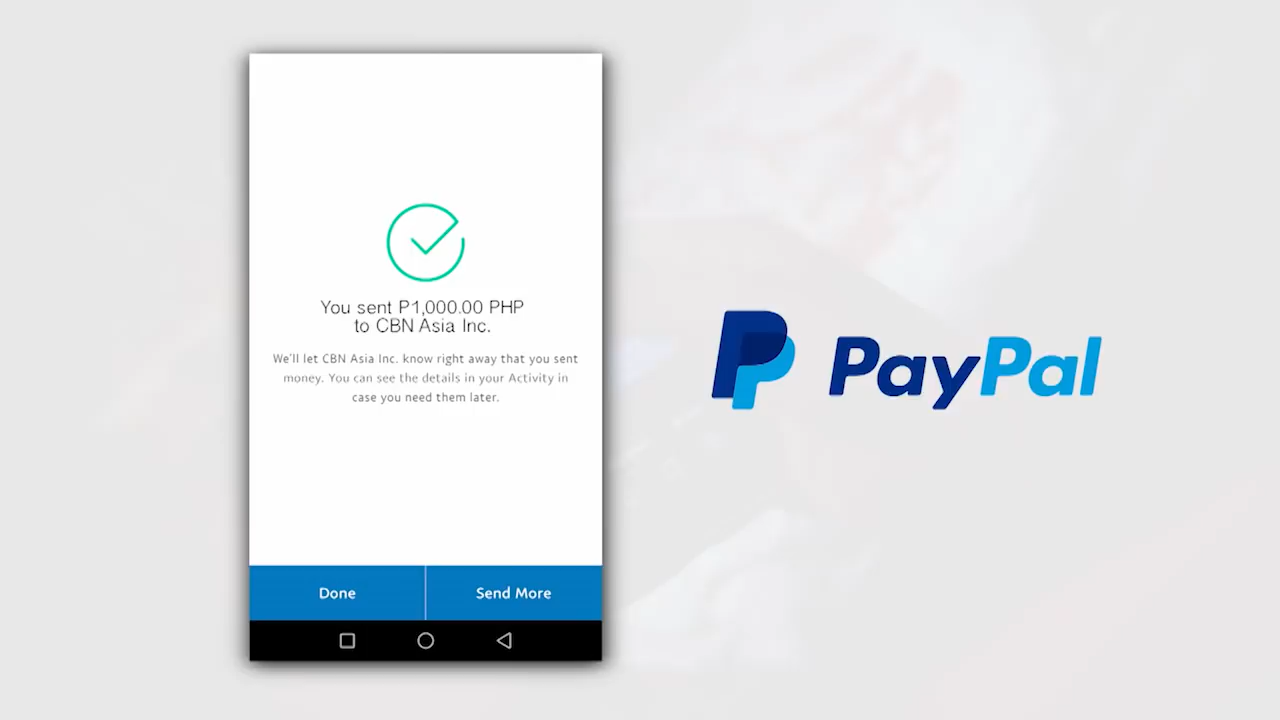 You sent P1,000.00 PHP
to CBN Asia Inc.
We'll let CBN Asia Inc. know right away that you sent
money. You can see the details in your Activity in
case you need them later.
Done
Send More
PayPal